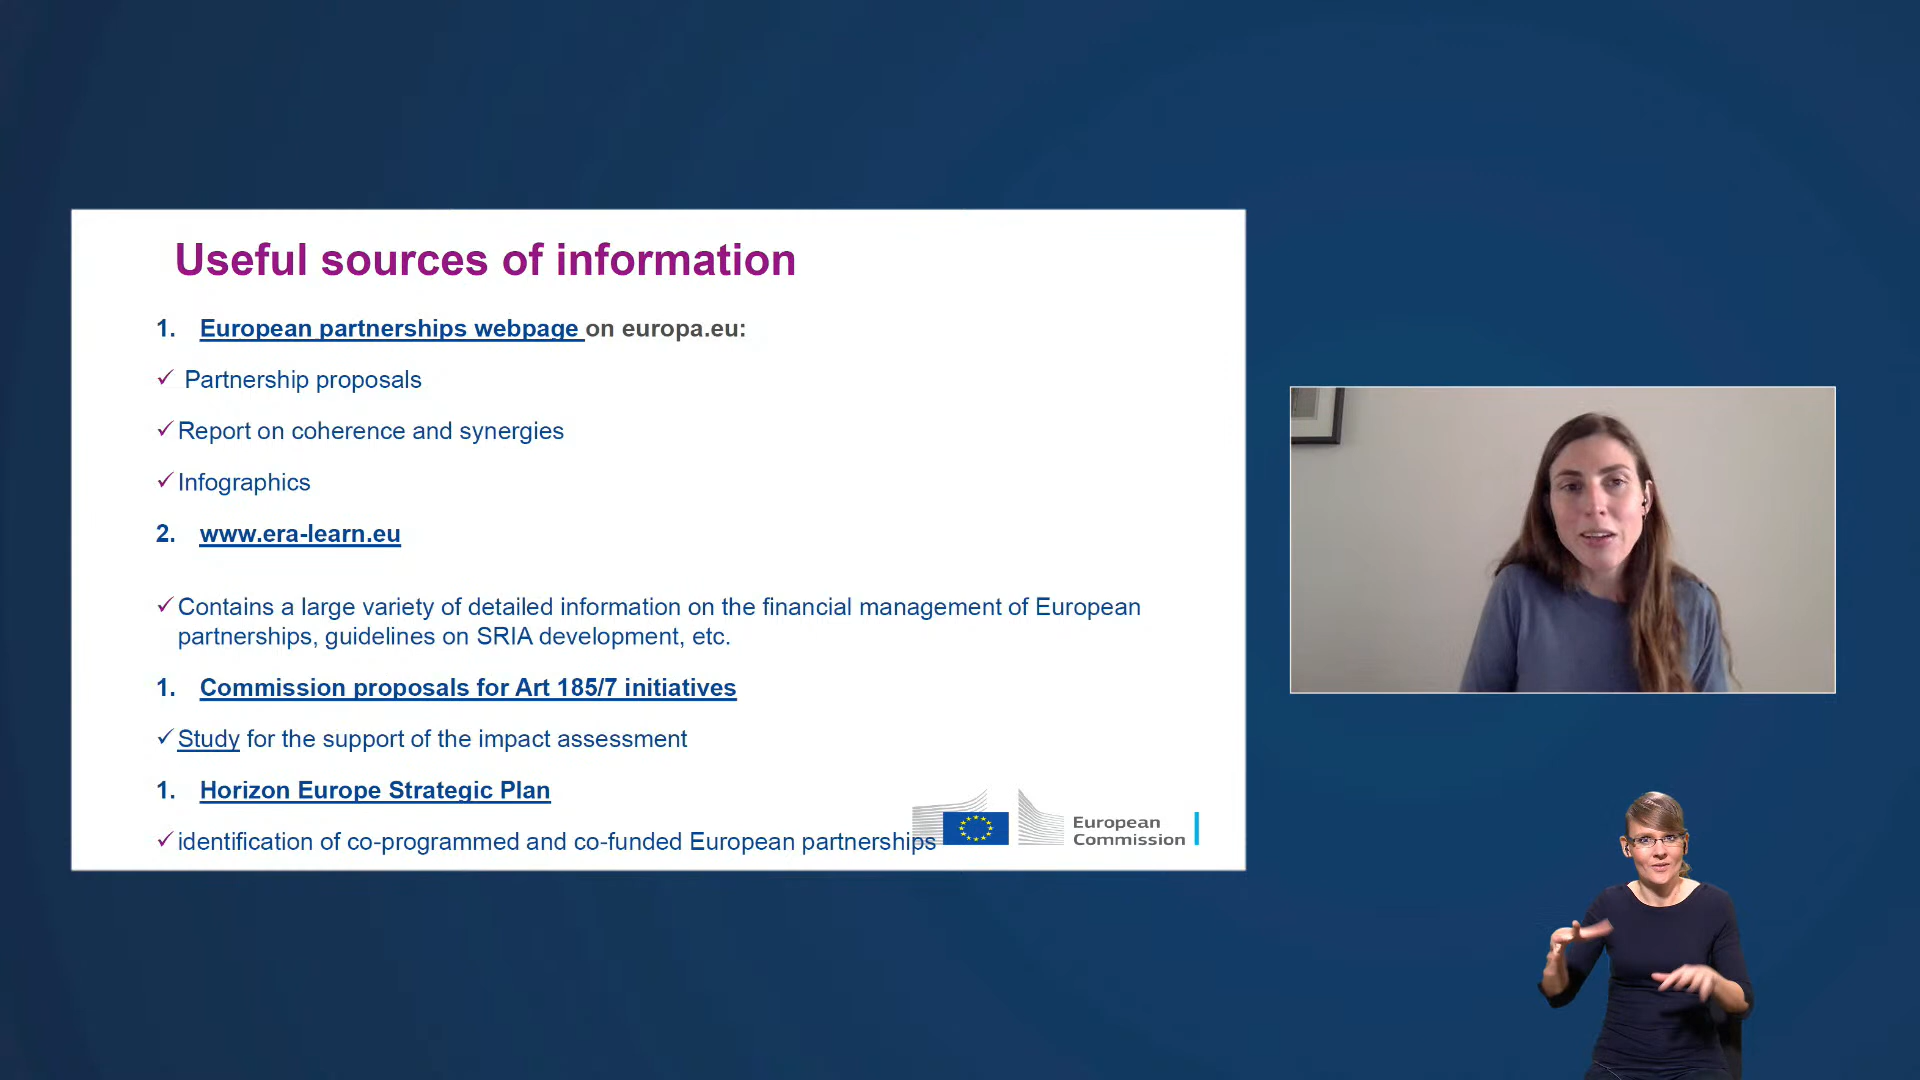 Useful sources of information
1. European partnerships webpage on europa.eu:
✓ Partnership proposals
✓ Report on coherence and synergies
✓ Infographics
2. www.era-learn.eu
✓ Contains a large variety of detailed information on the financial management of European
partnerships, guidelines on SRIA development, etc.
1. Commission proposals for Art 185/7 initiatives
✓ Study for the support of the impact assessment
1. Horizon Europe Strategic Plan
✓ identification of co-programmed and co-funded European partnerships
European
Commission